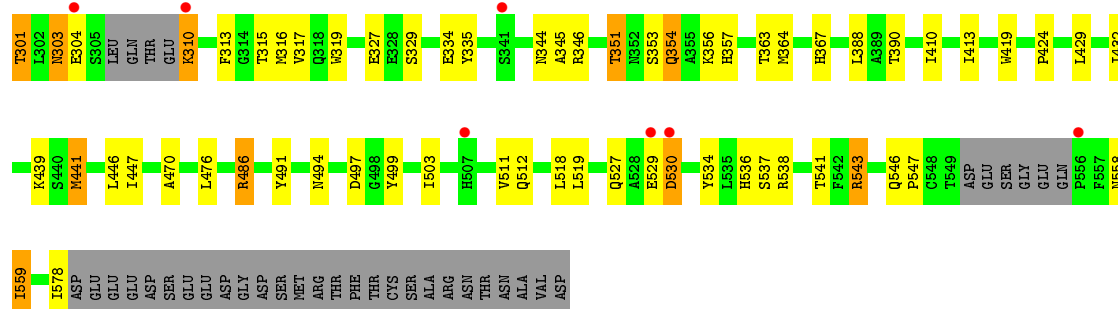 T301 L302 N303 E304 S305 LEU GLN THR GLU K310 F313 G314 T315 M316 V317 Q318 W319 E327 E328 S329 E334 Y335 S341 N344 A345 R346 T351 N352 S353 Q354 A355 K356 H357 T363 M364 H367 L388 A389 T390 I410 I413 W419 P424 L429
K439 S440 M441 L446 I447 A470 L476 R486 Y491 N494 D497 G498 Y499 I503 H507 V511 Q512 L518 L519 Q527 A528 E529 D530 Y534 L535 H536 S537 R538 T541 F542 R543 Q546 P547 C548 T549 ASP GLU SER GLY GLU GLN P556 F557 N558
I559 I578 ASP GLU GLU GLU ASP SER GLU GLU ASP GLY ASP SER MET ARG THR PHE THR CYS SER ALA ARG ASN THR ASN ALA VAL ASP